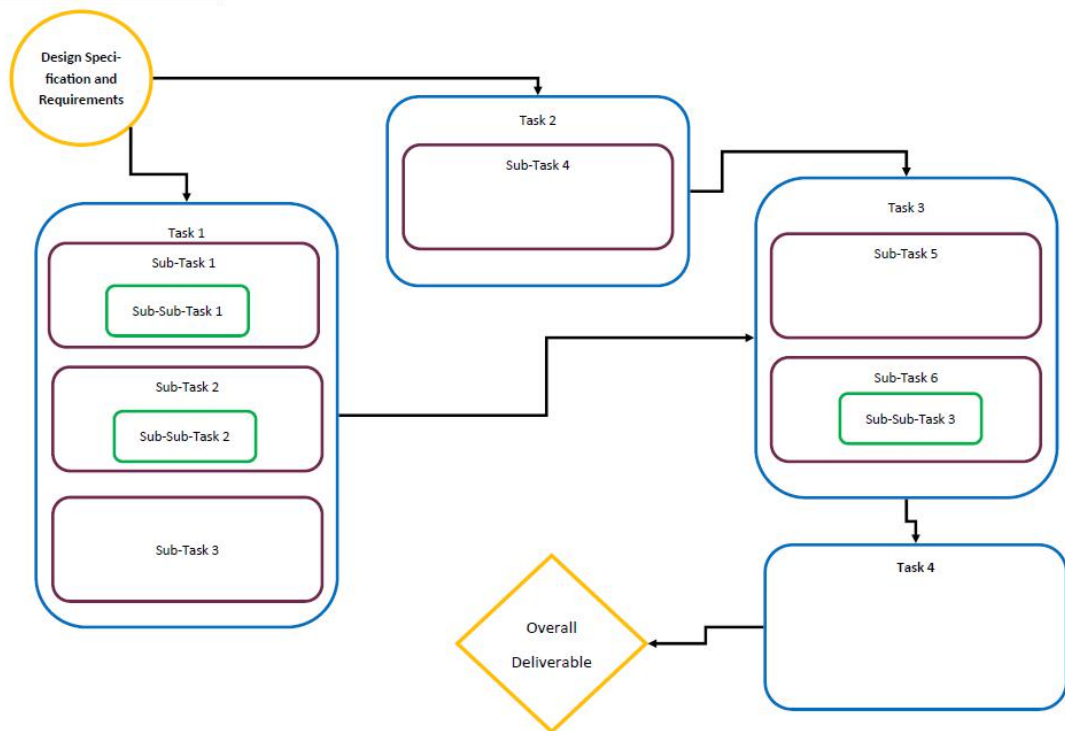 Design Speci-
fication and
Requirements
Task 2
Sub-Task 4
Task 3
Sub-Task 5
Sub-Task 6
Sub-Sub-Task 3
Task 1
Sub-Task 1
Sub-Sub-Task 1
Sub-Task 2
Sub-Sub-Task 2
Sub-Task 3
Task 4
Overall
Deliverable